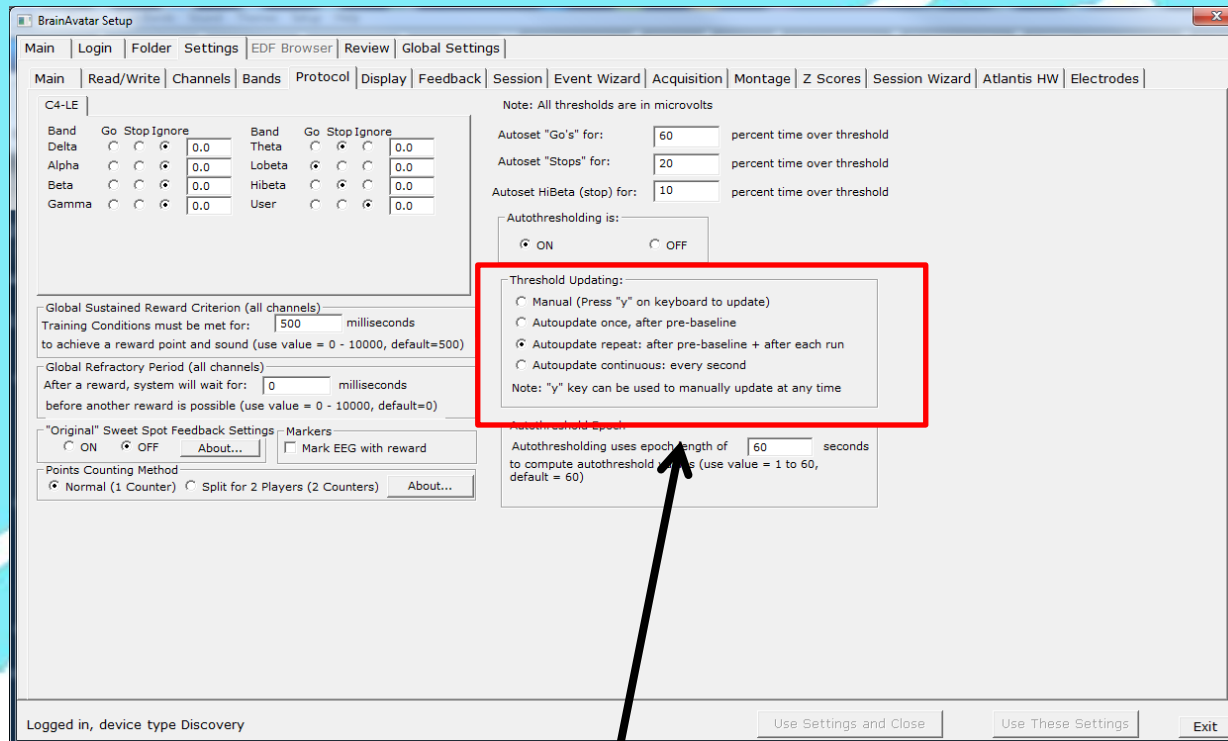 BrainAvatar Setup
Main Login Folder Settings EDF Browser Review Global Settings
Main Read/Write Channels Bands Protocol Display Feedback Session Event Wizard Acquisition Montage Z Scores Session Wizard Atlantis HW Electrodes
C4-LE
Band Go Stop Ignore Band Go Stop Ignore
Delta 0.0 Theta 0.0
Alpha 0.0 Lobeta 0.0
Beta 0.0 Hibeta 0.0
Gamma 0.0 User 0.0
Global Sustained Reward Criterion (all channels)
Training Conditions must be met for: 500 milliseconds
to achieve a reward point and sound (use value = 0 - 10000, default=500)
Global Refractory Period (all channels)
After a reward, system will wait for: 0 milliseconds
before another reward is possible (use value = 0 - 10000, default=0)
"Original" Sweet Spot Feedback Settings
ON OFF About...
Markers
Mark EEG with reward
Points Counting Method
Normal (1 Counter) Split for 2 Players (2 Counters) About...
Note: All thresholds are in microvolts
Autoset "Go's" for: 60 percent time over threshold
Autoset "Stops" for: 20 percent time over threshold
Autoset HiBeta (stop) for: 10 percent time over threshold
Autothresholding is:
ON OFF
Threshold Updating:
Manual (Press "y" on keyboard to update)
Autoupdate once, after pre-baseline
Autoupdate repeat: after pre-baseline + after each run
Autoupdate continuous: every second
Note: "y" key can be used to manually update at any time
Autothreshold Epoch
Autothresholding uses epoch length of 60 seconds
to compute autothreshold values (use value = 1 to 60,
default = 60)
Logged in, device type Discovery
Use Settings and Close Use These Settings Exit